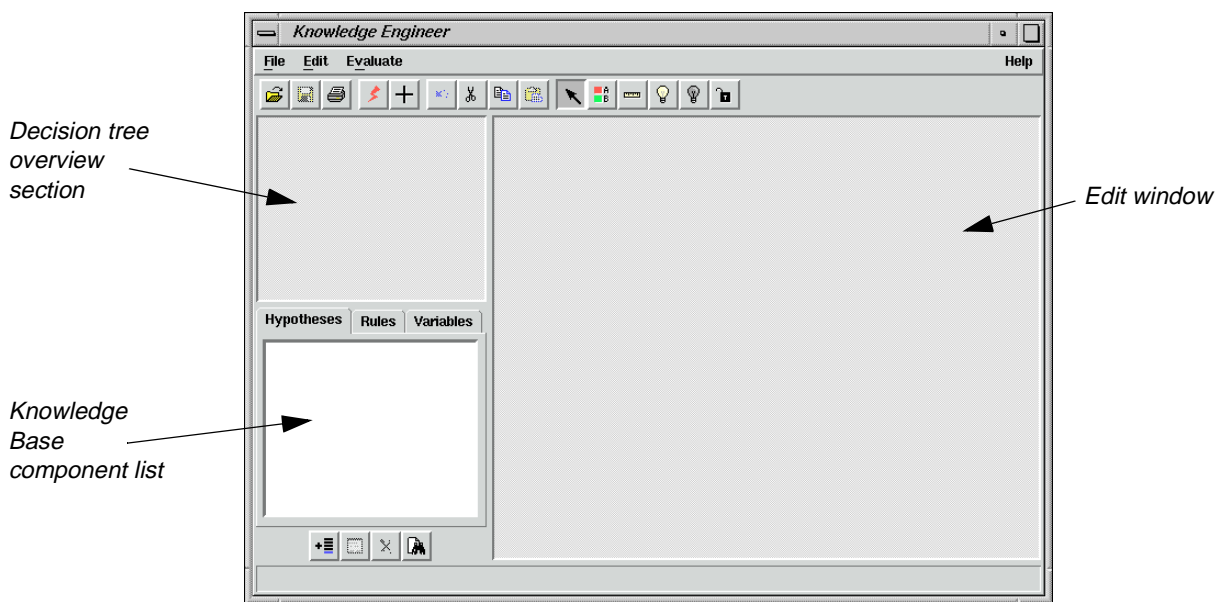 Knowledge Engineer
File Edit Evaluate Help
A
B
Decision tree
overview
section
Edit window
Hypotheses Rules Variables
Knowledge
Base
component list